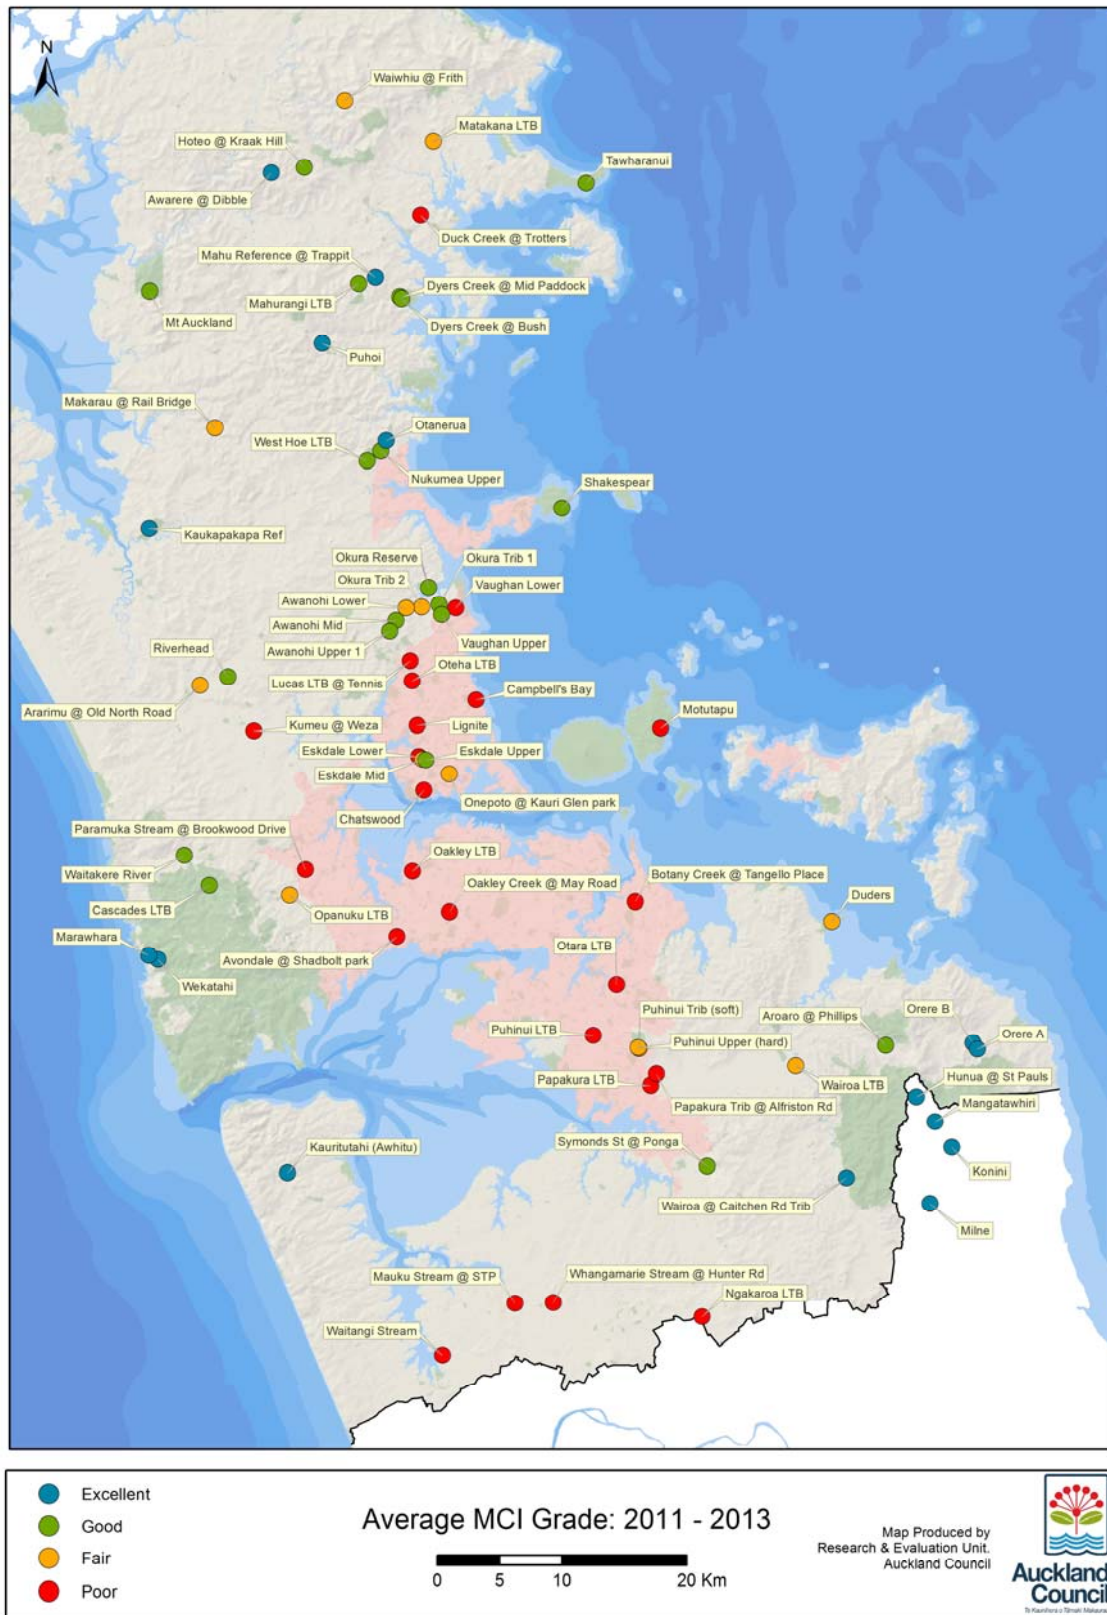 N
Waiwhiu @ Frith
Matakana LTB
Hoteo @ Kraak Hill
Tawharanui
Awarere @ Dibble
Duck Creek @ Trotters
Mahu Reference @ Trappit
Dyers Creek @ Mid Paddock
Mahurangi LTB
Mt Auckland
Dyers Creek @ Bush
Puhoi
Makarau @ Rail Bridge
Otanerua
West Hoe LTB
Nukumea Upper
Shakespear
Kaukapakapa Ref
Okura Reserve
Okura Trib 1
Okura Trib 2
Vaughan Lower
Awanohi Lower
Awanohi Mid
Vaughan Upper
Awanohi Upper 1
Riverhead
Oteha LTB
Lucas LTB @ Tennis
Campbell's Bay
Ararimu @ Old North Road
Motutapu
Kumeu @ Weza
Lignite
Eskdale Lower
Eskdale Upper
Eskdale Mid
Onepoto @ Kauri Glen park
Chatswood
Paramuka Stream @ Brookwood Drive
Oakley LTB
Waitakere River
Botany Creek @ Tangello Place
Oakley Creek @ May Road
Duders
Cascades LTB
Opanuku LTB
Marawhara
Otara LTB
Avondale @ Shadbolt park
Wekatahi
Puhinui Trib (soft)
Orere B
Aroaro @ Phillips
Puhinui LTB
Orere A
Puhinui Upper (hard)
Hunua @ St Pauls
Papakura LTB
Wairoa LTB
Papakura Trib @ Alfriston Rd
Mangatawhiri
Kauritutahi (Awhitu)
Symonds St @ Ponga
Konini
Wairoa @ Caitchen Rd Trib
Milne
Mauku Stream @ STP
Whangamarie Stream @ Hunter Rd
Ngakaroa LTB
Waitangi Stream
Excellent
Good
Fair
Poor
Average MCI Grade: 2011 - 2013
0 5 10 20 Km
Map Produced by
Research & Evaluation Unit.
Auckland Council
Auckland
Council
Te Kaunihera o Tāmaki Makaurau